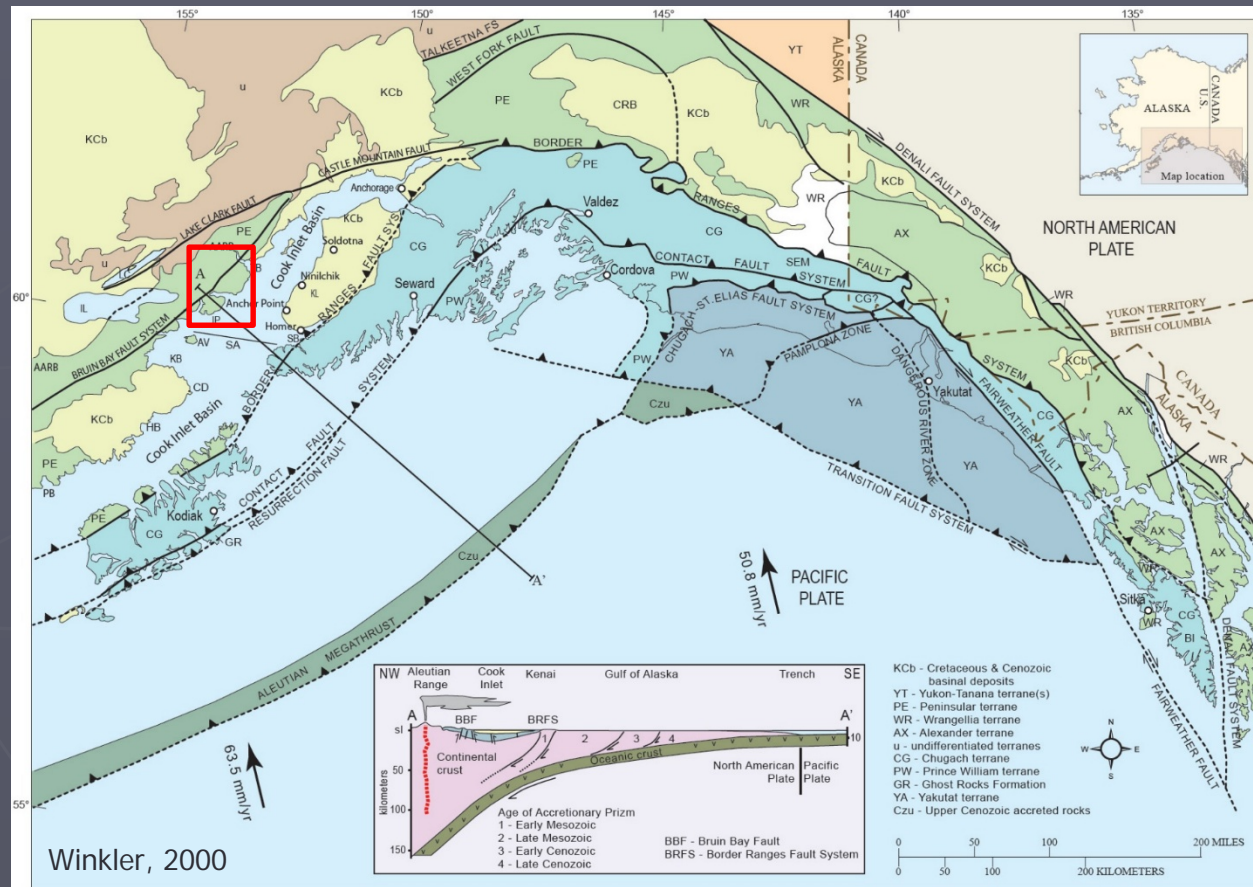 155°
150°
145°
140°
135°
u
TALKEETNA FS
WEST FORK FAULT
CANADA
ALASKA
YT
u
KCb
PE
CRB
KCb
WR
KCb
ALASKA
CANADA
U.S.
Map location
CASTLE MOUNTAIN FAULT
BORDER
PE
DENALI FAULT SYSTEM
KCb
LAKE CLARK FAULT
Anchorage
RANGES
WR
NORTH AMERICAN
PLATE
PE
KCb
Valdez
AX
AARB
Cook Inlet Basin
Soldotna
FAULT SYS
CG
CG
u
A
Ninilchik
KL
CONTACT FAULT SYSTEM
SEM
FAULT
KCb
60°
IL
Anchor Point
Seward
PW
Cordova
PW
CG?
WR
60°
IP
Homer
RANGES
CHUGACH ST. ELIAS FAULT SYSTEM
YUKON TERRITORY
BRITISH COLUMBIA
BRUIN BAY FAULT SYSTEM
AV
SA
SB
PAMPLONA ZONE
SYSTEM
KCb
AARB
KB
PW
YA
DANGEROUS RIVER ZONE
Yakutat
FAIRWEATHER FAULT
CANADA
ALASKA
CD
BORDER
SYSTEM
Czu
YA
CG
AX
KCb
HB
Cook Inlet Basin
YA
WR
PE
PB
CONTACT FAULT
RESURRECTION FAULT
TRANSITION FAULT SYSTEM
Kodiak
PE
CG
GR
Czu
AX
AX
A'
50.8 mm/yr
PACIFIC
PLATE
Sitka
WR
CG
BI
DENALI FAULT SYSTEM
AX
ALEUTIAN MEGATHRUST
63.5 mm/yr
FAIRWEATHER FAULT
55°
NW
Aleutian
Range
Cook
Inlet
Kenai
Gulf of Alaska
Trench
SE
A
BBF
BRFS
A'
sl
1
2
3
4
10
Continental
crust
Oceanic crust
50
North American
Plate
Pacific
Plate
kilometers
100
150
Age of Accretionary Prizm
1 - Early Mesozoic
2 - Late Mesozoic
3 - Early Cenozoic
4 - Late Cenozoic
BBF - Bruin Bay Fault
BRFS - Border Ranges Fault System
KCb - Cretaceous & Cenozoic
basinal deposits
YT - Yukon-Tanana terrane(s)
PE - Peninsular terrane
WR - Wrangellia terrane
AX - Alexander terrane
u - undifferentiated terranes
CG - Chugach terrane
PW - Prince William terrane
GR - Ghost Rocks Formation
YA - Yakutat terrane
Czu - Upper Cenozoic accreted rocks
N
W
E
S
0
50
100
200 MILES
0
50
100
200 KILOMETERS
Winkler, 2000